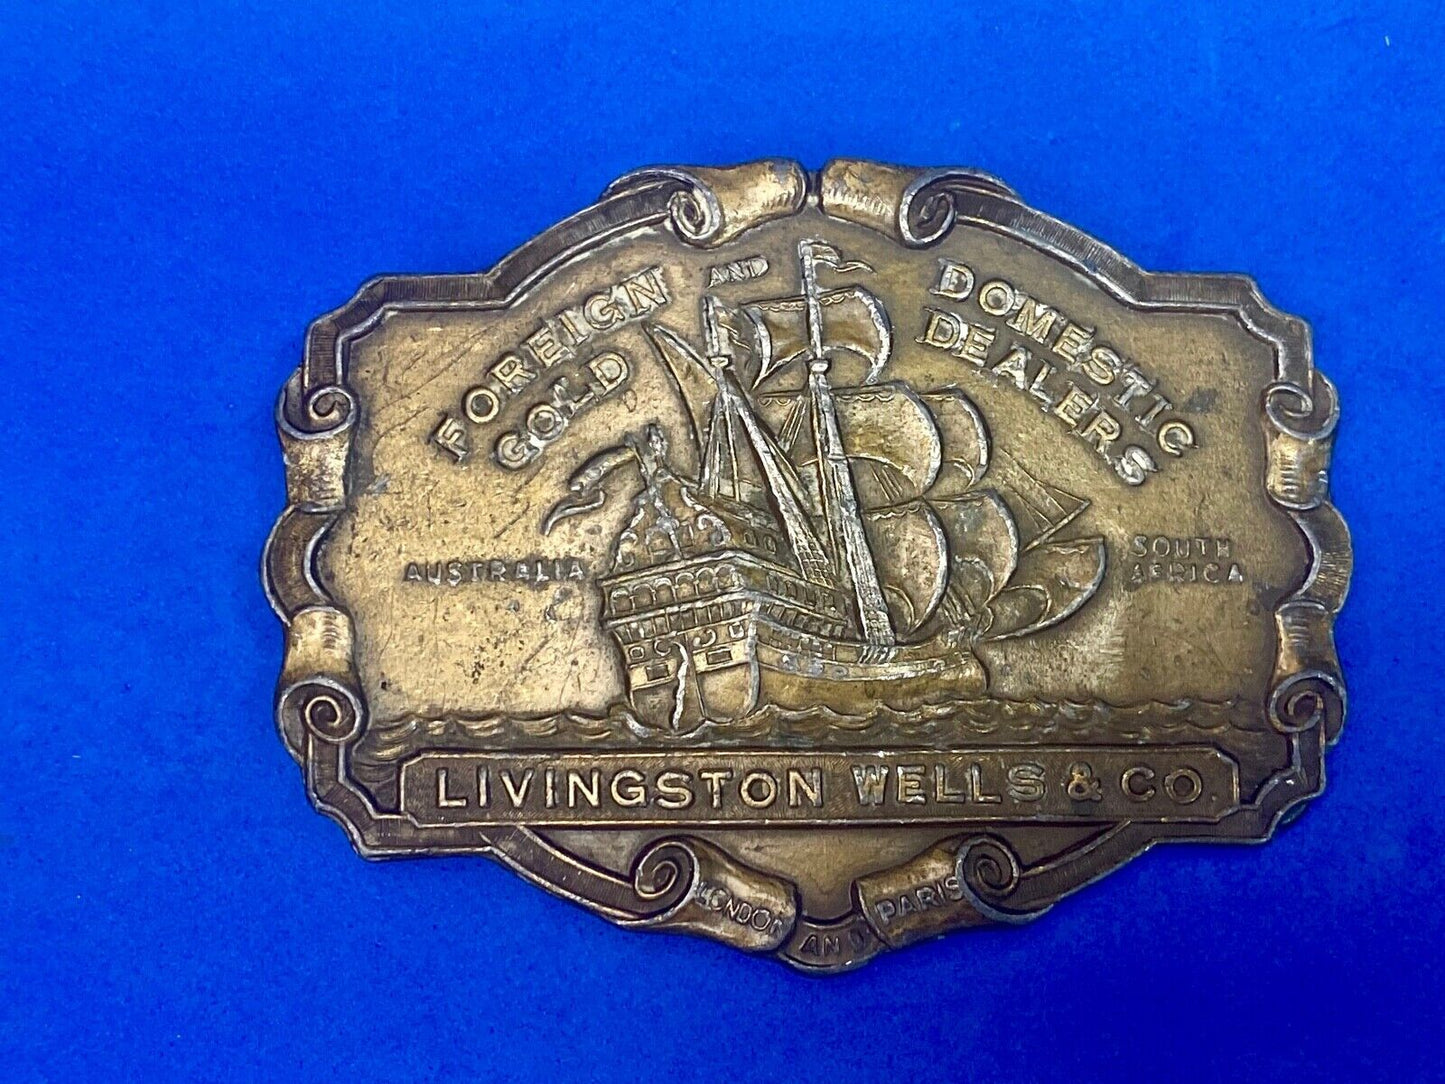 FOREIGN AND DOMESTIC
GOLD DEALERS
AUSTRALIA
SOUTH
AFRICA
LIVINGSTON WELLS & CO.
LONDON AND PARIS